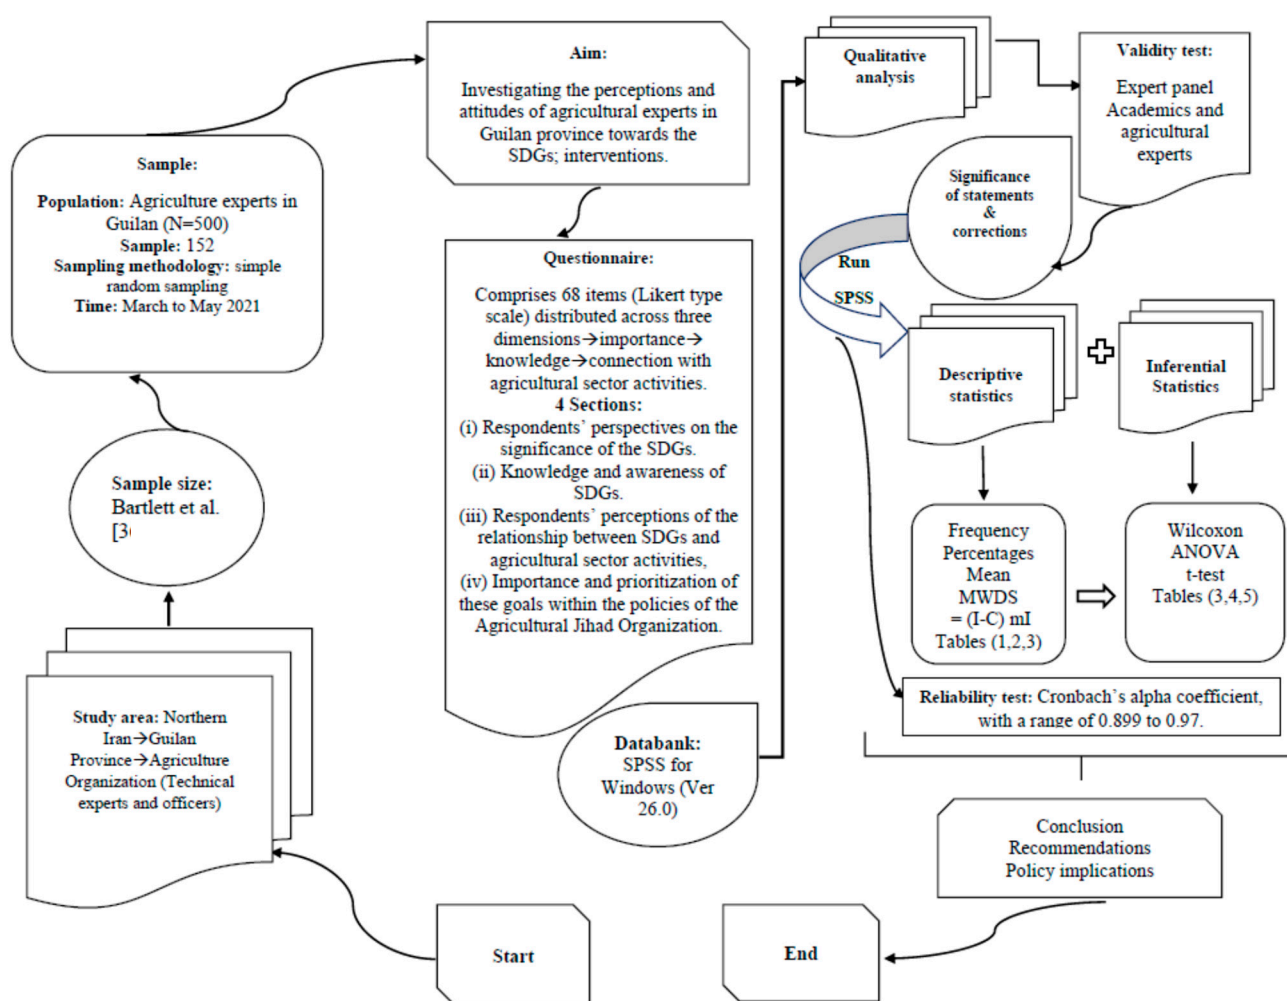 Start
Study area: Northern
Iran→Guilan
Province→Agriculture
Organization (Technical
experts and officers)
Sample size:
Bartlett et al.
Sample:
Population: Agriculture experts in
Guilan (N=500)
Sample: 152
Sampling methodology: simple
random sampling
Time: March to May 2021
Aim:
Investigating the perceptions and
attitudes of agricultural experts in
Guilan province towards the
SDGs; interventions.
Questionnaire:
Comprises 68 items (Likert type
scale) distributed across three
dimensions→importance→
knowledge→connection with
agricultural sector activities.
4 Sections:
(i) Respondents’ perspectives on the
significance of the SDGs.
(ii) Knowledge and awareness of
SDGs.
(iii) Respondents’ perceptions of the
relationship between SDGs and
agricultural sector activities,
(iv) Importance and prioritization of
these goals within the policies of the
Agricultural Jihad Organization.
Databank:
SPSS for
Windows (Ver
26.0)
Qualitative
analysis
Validity test:
Expert panel
Academics and
agricultural
experts
Significance
of statements
&
corrections
Run
SPSS
Descriptive
statistics
Inferential
Statistics
Frequency
Percentages
Mean
MWDS
= (I-C) mI
Tables (1,2,3)
Wilcoxon
ANOVA
t-test
Tables (3,4,5)
Reliability test: Cronbach’s alpha coefficient,
with a range of 0.899 to 0.97.
Conclusion
Recommendations
Policy implications
End